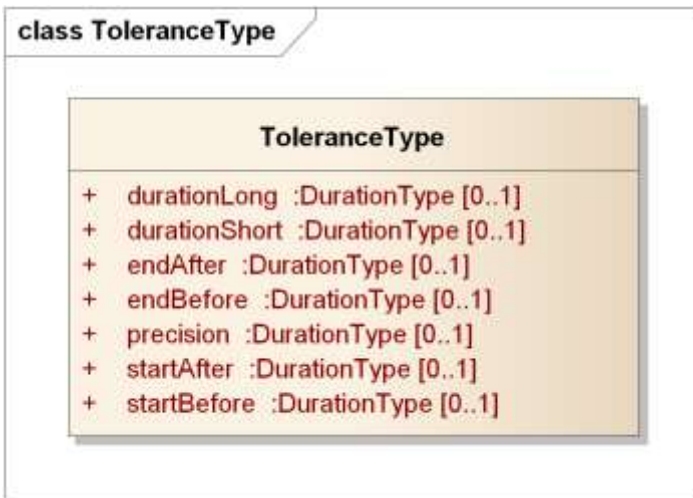 class ToleranceType
ToleranceType
+ durationLong :DurationType [0..1]
+ durationShort :DurationType [0..1]
+ endAfter :DurationType [0..1]
+ endBefore :DurationType [0..1]
+ precision :DurationType [0..1]
+ startAfter :DurationType [0..1]
+ startBefore :DurationType [0..1]